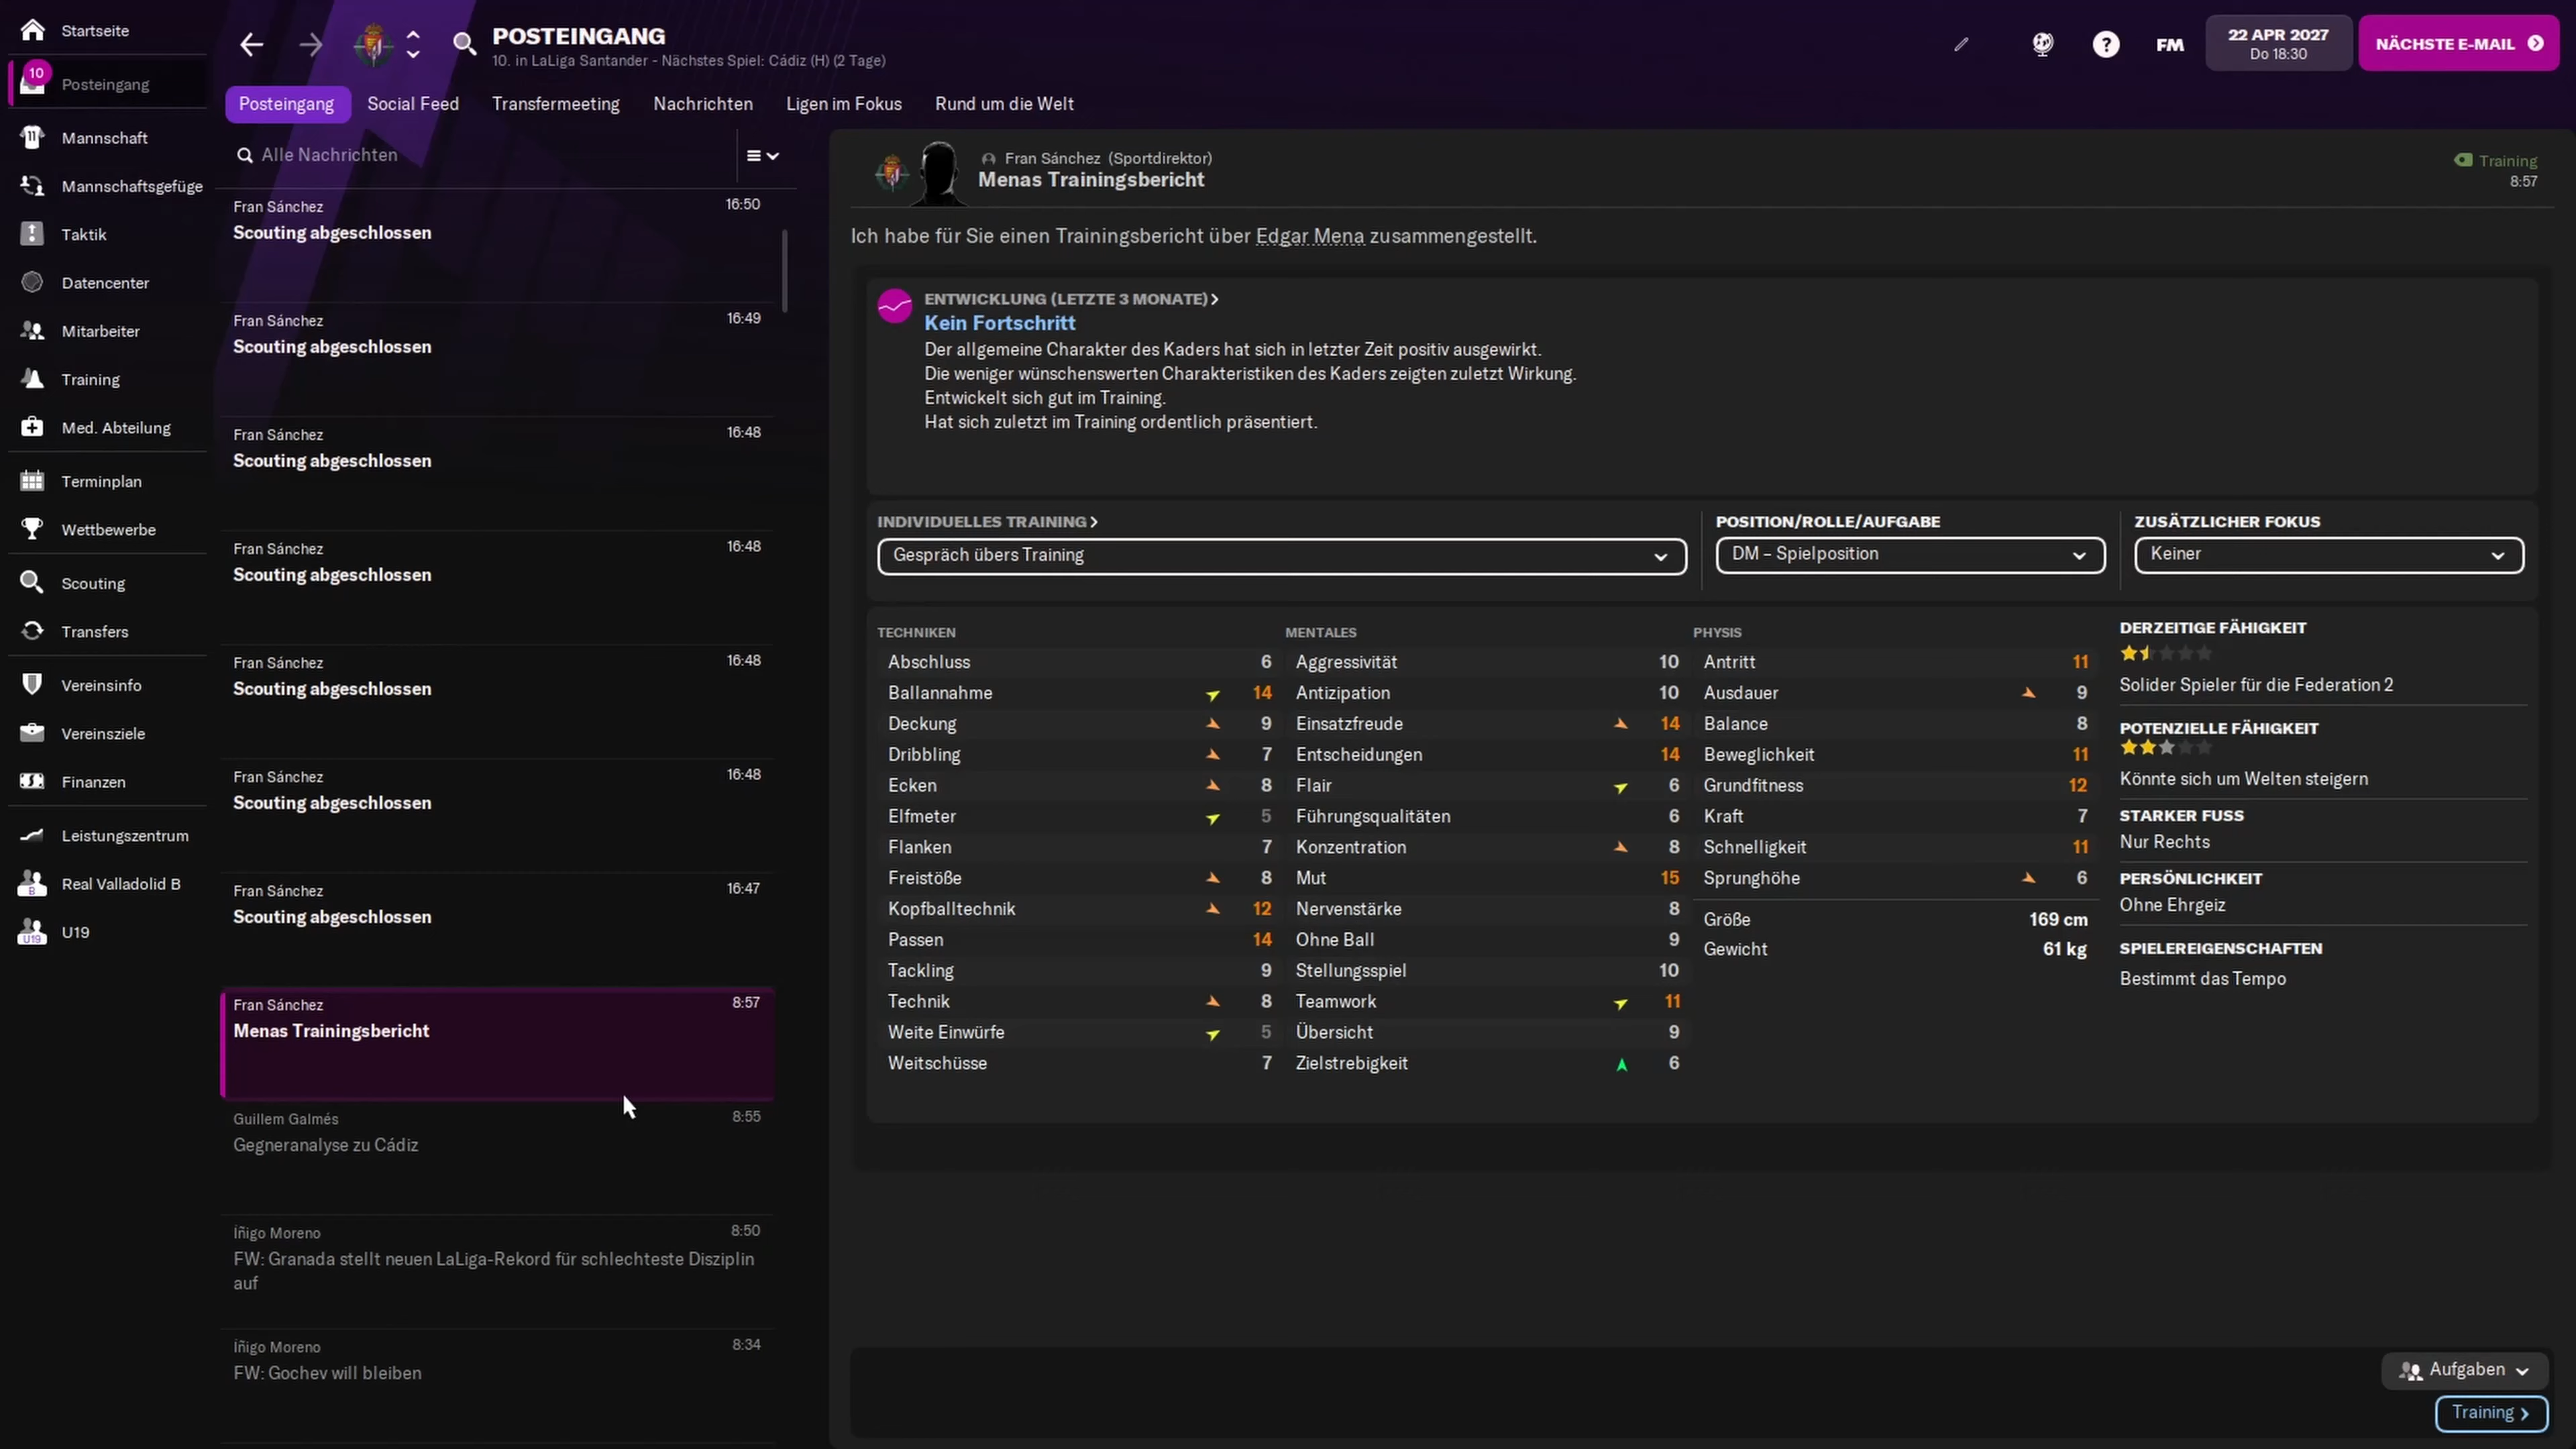 Startseite
10
Posteingang
Mannschaft
Mannschaftsgefüge
Taktik
Datencenter
Mitarbeiter
Training
Med. Abteilung
Terminplan
Wettbewerbe
Scouting
Transfers
Vereinsinfo
Vereinsziele
Finanzen
Leistungszentrum
B
Real Valladolid B
U19
U19
POSTEINGANG
10. in LaLiga Santander - Nächstes Spiel: Cádiz (H) (2 Tage)
FM
22 APR 2027
Do 18:30
NÄCHSTE E-MAIL
Posteingang Social Feed Transfermeeting Nachrichten Ligen im Fokus Rund um die Welt
Alle Nachrichten
Fran Sánchez 16:50
Scouting abgeschlossen
Fran Sánchez 16:49
Scouting abgeschlossen
Fran Sánchez 16:48
Scouting abgeschlossen
Fran Sánchez 16:48
Scouting abgeschlossen
Fran Sánchez 16:48
Scouting abgeschlossen
Fran Sánchez 16:48
Scouting abgeschlossen
Fran Sánchez 16:47
Scouting abgeschlossen
Fran Sánchez 8:57
Menas Trainingsbericht
Guillem Galmés 8:55
Gegneranalyse zu Cádiz
Íñigo Moreno 8:50
FW: Granada stellt neuen LaLiga-Rekord für schlechteste Disziplin
auf
Íñigo Moreno 8:34
FW: Gochev will bleiben
Fran Sánchez (Sportdirektor)
Menas Trainingsbericht
Training
8:57
Ich habe für Sie einen Trainingsbericht über Edgar Mena zusammengestellt.
ENTWICKLUNG (LETZTE 3 MONATE)
Kein Fortschritt
Der allgemeine Charakter des Kaders hat sich in letzter Zeit positiv ausgewirkt.
Die weniger wünschenswerten Charakteristiken des Kaders zeigten zuletzt Wirkung.
Entwickelt sich gut im Training.
Hat sich zuletzt im Training ordentlich präsentiert.
INDIVIDUELLES TRAINING
Gespräch übers Training
POSITION/ROLLE/AUFGABE
DM – Spielposition
ZUSÄTZLICHER FOKUS
Keiner
TECHNIKEN
Abschluss 6
Ballannahme 14
Deckung 9
Dribbling 7
Ecken 8
Elfmeter 5
Flanken 7
Freistöße 8
Kopfballtechnik 12
Passen 14
Tackling 9
Technik 8
Weite Einwürfe 5
Weitschüsse 7
MENTALES
Aggressivität 10
Antizipation 10
Einsatzfreude 14
Entscheidungen 14
Flair 6
Führungsqualitäten 6
Konzentration 8
Mut 15
Nervenstärke 8
Ohne Ball 9
Stellungsspiel 10
Teamwork 11
Übersicht 9
Zielstrebigkeit 6
PHYSIS
Antritt 11
Ausdauer 9
Balance 8
Beweglichkeit 11
Grundfitness 12
Kraft 7
Schnelligkeit 11
Sprunghöhe 6
Größe 169 cm
Gewicht 61 kg
DERZEITIGE FÄHIGKEIT
Solider Spieler für die Federation 2
POTENZIELLE FÄHIGKEIT
Könnte sich um Welten steigern
STARKER FUSS
Nur Rechts
PERSÖNLICHKEIT
Ohne Ehrgeiz
SPIELEREIGENSCHAFTEN
Bestimmt das Tempo
Aufgaben
Training